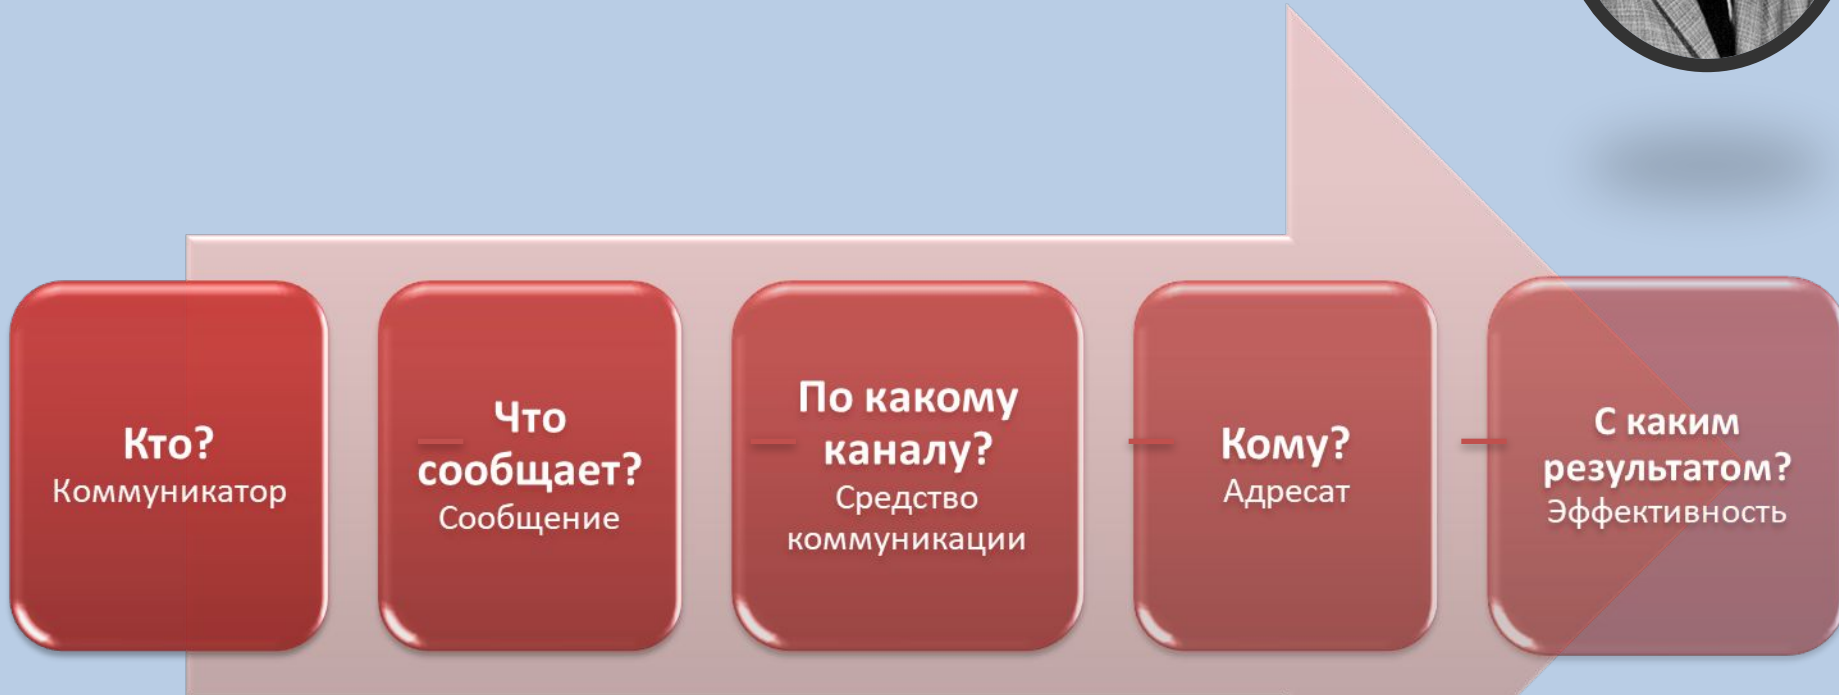 Кто?
Коммуникатор
Что
сообщает?
Сообщение
По какому
каналу?
Средство
коммуникации
Кому?
Адресат
С каким
результатом?
Эффективность